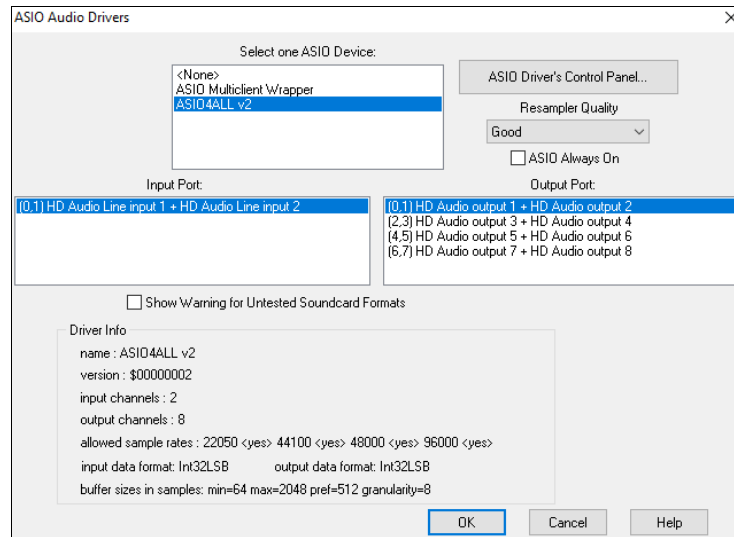 ASIO Audio Drivers
Select one ASIO Device:
<None>
ASIO Multiclient Wrapper
ASIO4ALL v2
ASIO Driver's Control Panel...
Resampler Quality
Good
ASIO Always On
Input Port:
(0,1) HD Audio Line input 1 + HD Audio Line input 2
Output Port:
(0,1) HD Audio output 1 + HD Audio output 2
(2,3) HD Audio output 3 + HD Audio output 4
(4,5) HD Audio output 5 + HD Audio output 6
(6,7) HD Audio output 7 + HD Audio output 8
Show Warning for Untested Soundcard Formats
Driver Info
name : ASIO4ALL v2
version : $00000002
input channels : 2
output channels : 8
allowed sample rates : 22050 <yes> 44100 <yes> 48000 <yes> 96000 <yes>
input data format: Int32LSB output data format: Int32LSB
buffer sizes in samples: min=64 max=2048 pref=512 granularity=8
OK Cancel Help